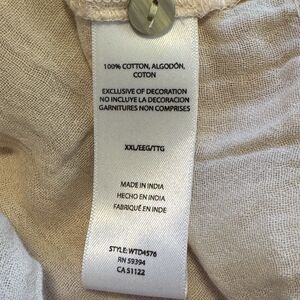 100% COTTON, ALGODÓN,
COTON
EXCLUSIVE OF DECORATION
NO INCLUYE LA DECORACION
GARNITURES NON COMPRISES
XXL/EEG/TTG
MADE IN INDIA
HECHO EN INDIA
FABRIQUÉ EN INDE
STYLE: WTD4576
RN 59394
CA 51122